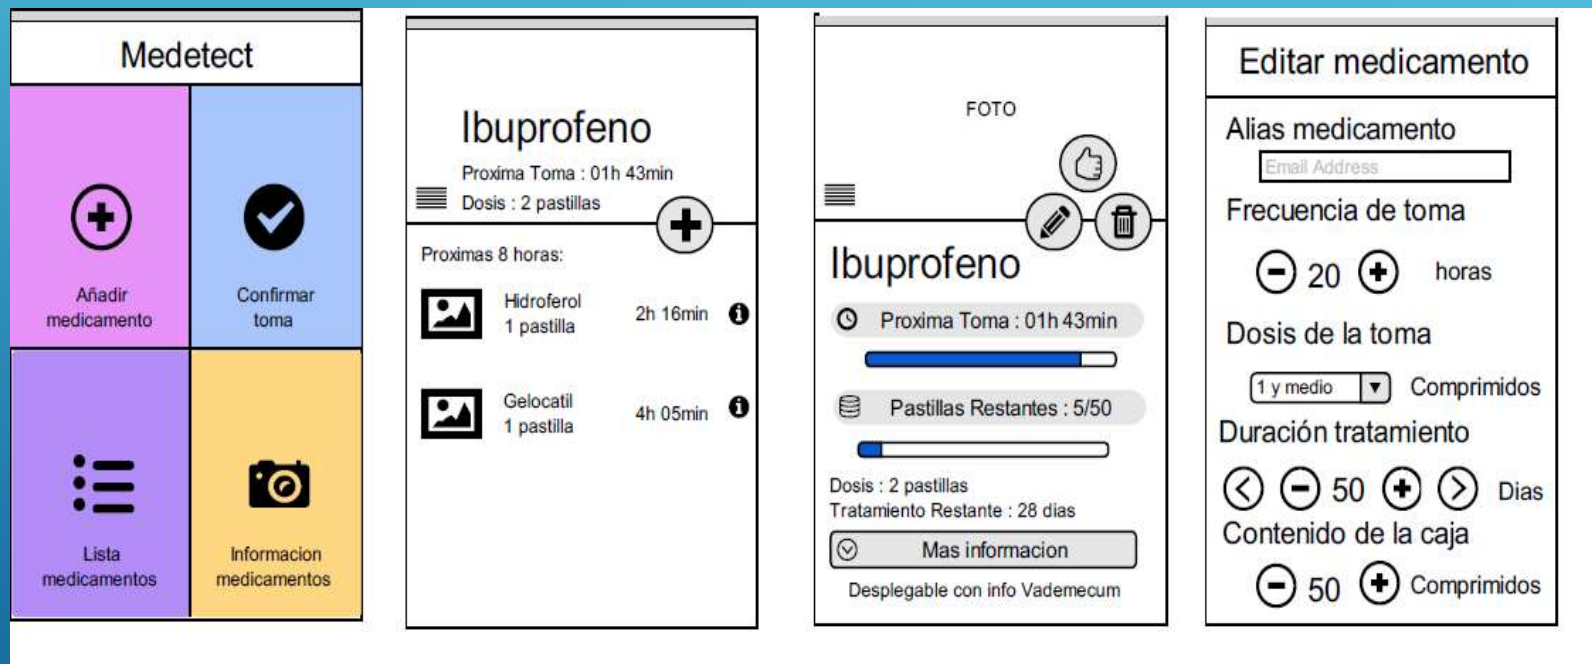 Medetect
Añadir
medicamento
Confirmar
toma
Lista
medicamentos
Informacion
medicamentos
Ibuprofeno
Proxima Toma : 01h 43min
Dosis : 2 pastillas
Proximas 8 horas:
Hidroferol
1 pastilla
2h 16min
Gelocatil
1 pastilla
4h 05min
FOTO
Ibuprofeno
Proxima Toma : 01h 43min
Pastillas Restantes : 5/50
Dosis : 2 pastillas
Tratamiento Restante : 28 dias
Mas informacion
Desplegable con info Vademecum
Editar medicamento
Alias medicamento
Email Address
Frecuencia de toma
20 horas
Dosis de la toma
1 y medio Comprimidos
Duración tratamiento
50 Dias
Contenido de la caja
50 Comprimidos